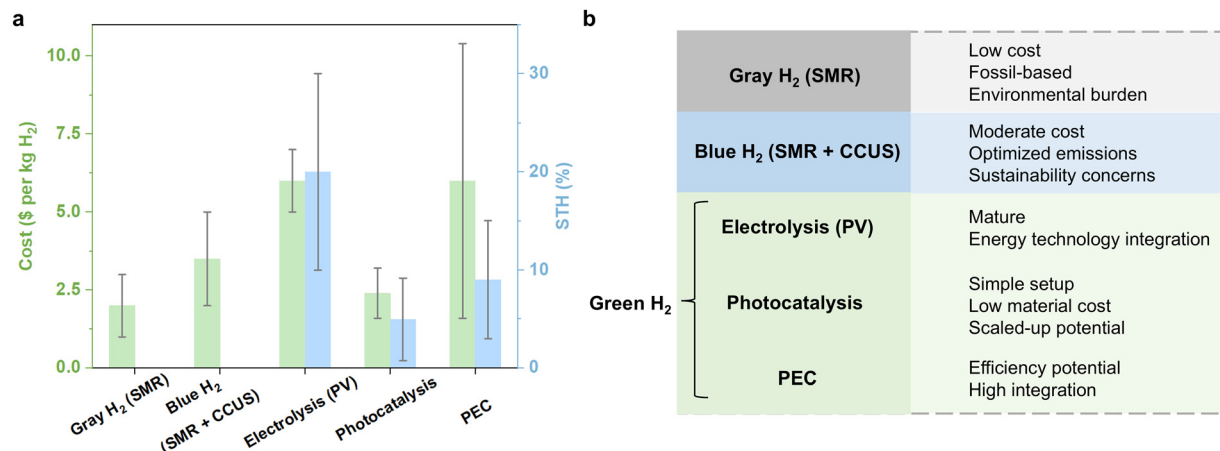 a
Cost ($ per kg H₂)
10.0
7.5
5.0
2.5
0.0
30
20
10
0
STH (%)
Gray H₂ (SMR)
Blue H₂
(SMR + CCUS)
Electrolysis (PV)
Photocatalysis
PEC
b
Gray H₂ (SMR)
Low cost
Fossil-based
Environmental burden
Blue H₂ (SMR + CCUS)
Moderate cost
Optimized emissions
Sustainability concerns
Green H₂
Electrolysis (PV)
Mature
Energy technology integration
Photocatalysis
Simple setup
Low material cost
Scaled-up potential
PEC
Efficiency potential
High integration